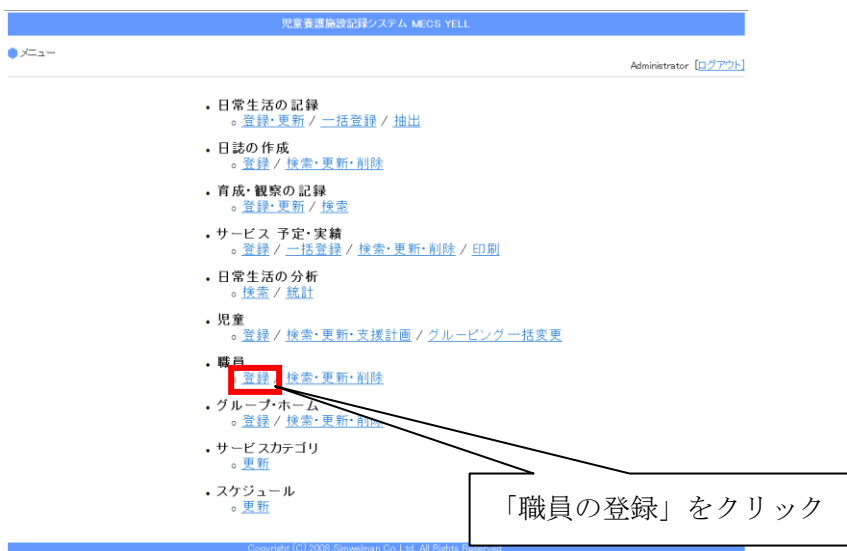 児童養護施設記録システム MECS YELL
メニュー
Administrator [ログアウト]
・日常生活の記録
○登録・更新 / 一括登録 / 抽出
・日誌の作成
○登録 / 検索・更新・削除
・育成・観察の記録
○登録・更新 / 検索
・サービス 予定・実績
○登録 / 一括登録 / 検索・更新・削除 / 印刷
・日常生活の分析
○検索 / 統計
・児童
○登録 / 検索・更新・支援計画 / グルーピング一括変更
・職員
○登録 / 検索・更新・削除
・グループ・ホーム
○登録 / 検索・更新・削除
・サービスカテゴリ
○更新
・スケジュール
○更新
「職員の登録」をクリック
Copyright (C) 2008 Simwelman Co. Ltd. All Rights Reserved